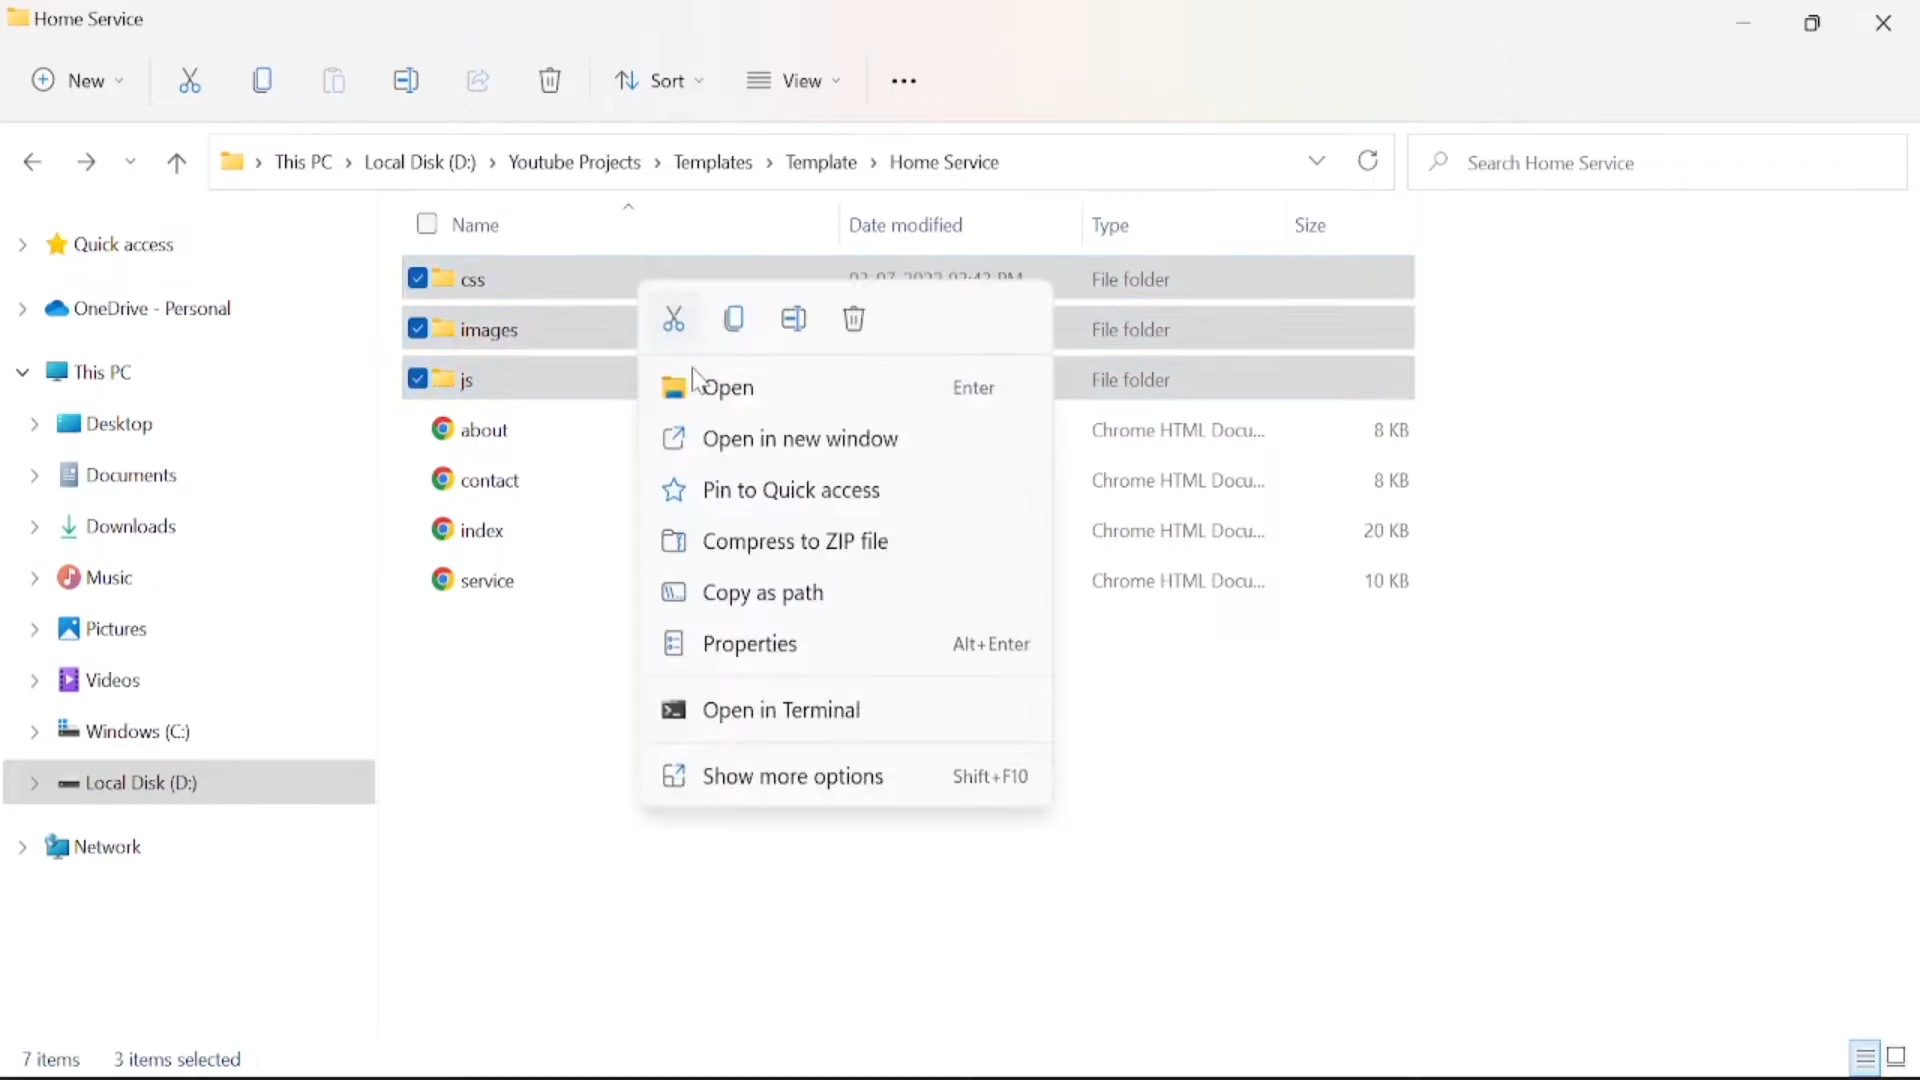 Home Service
New
Sort
View
This PC
Local Disk (D:)
Youtube Projects
Templates
Template
Home Service
Search Home Service
Name
Date modified
Type
Size
Quick access
OneDrive - Personal
This PC
Desktop
Documents
Downloads
Music
Pictures
Videos
Windows (C:)
Local Disk (D:)
Network
css
File folder
images
File folder
js
File folder
about
Chrome HTML Docu...
8 KB
contact
Chrome HTML Docu...
8 KB
index
Chrome HTML Docu...
20 KB
service
Chrome HTML Docu...
10 KB
Open
Enter
Open in new window
Pin to Quick access
Compress to ZIP file
Copy as path
Properties
Alt+Enter
Open in Terminal
Show more options
Shift+F10
7 items
3 items selected